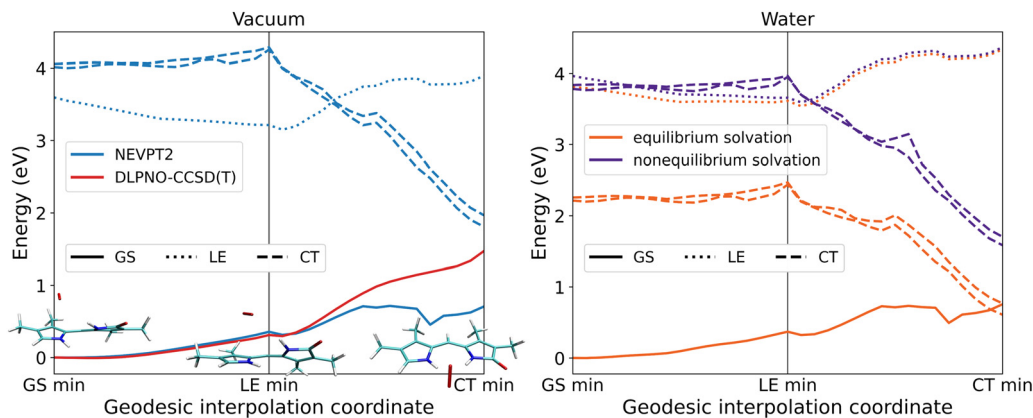 Vacuum
Energy (eV)
4
3
2
1
0
NEVPT2
DLPNO-CCSD(T)
GS LE CT
GS min LE min CT min
Geodesic interpolation coordinate
Water
Energy (eV)
4
3
2
1
0
equilibrium solvation
nonequilibrium solvation
GS LE CT
GS min LE min CT min
Geodesic interpolation coordinate